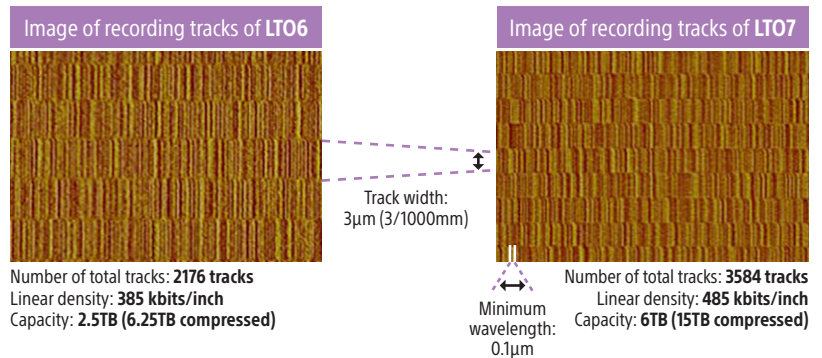 Image of recording tracks of LTO6
Image of recording tracks of LTO7
Track width:
3μm (3/1000mm)
Number of total tracks: 2176 tracks
Linear density: 385 kbits/inch
Capacity: 2.5TB (6.25TB compressed)
Minimum
wavelength:
0.1μm
Number of total tracks: 3584 tracks
Linear density: 485 kbits/inch
Capacity: 6TB (15TB compressed)